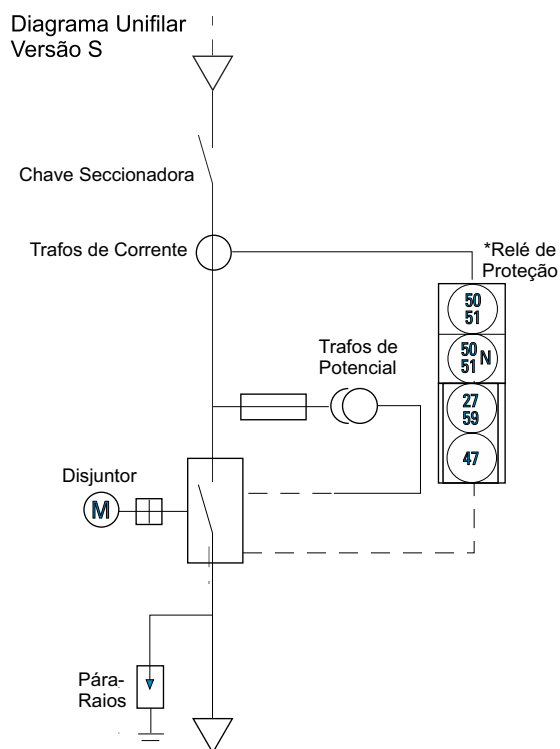 Diagrama Unifilar
Versão S
Chave Seccionadora
Trafos de Corrente
*Relé de
Proteção
50
51
50
51 N
Trafos de
Potencial
27
59
47
Disjuntor
M
Pára-
Raios